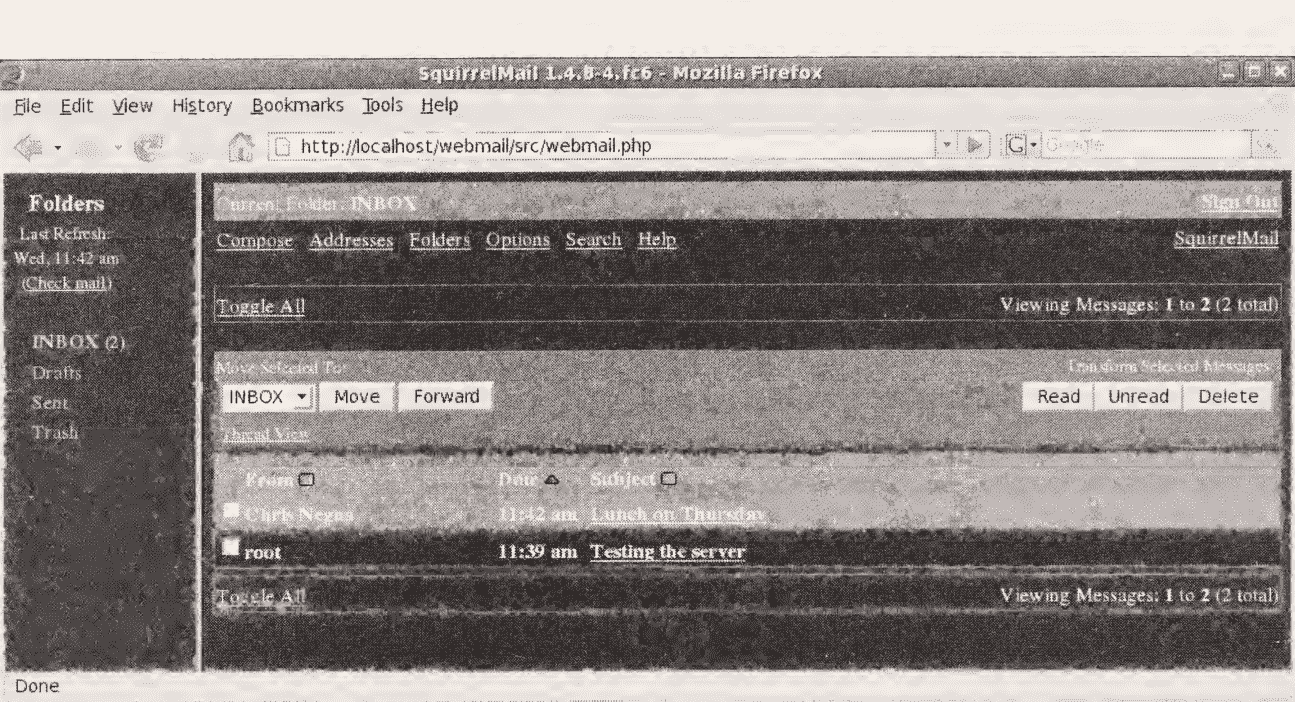 SquirrelMail 1.4.8-4.fc6 - Mozilla Firefox
File Edit View History Bookmarks Tools Help
http://localhost/webmail/src/webmail.php
G Google
Folders
Last Refresh:
Wed, 11:42 am
(Check mail)
INBOX (2)
Drafts
Sent
Trash
Current Folder: INBOX Sign Out
Compose Addresses Folders Options Search Help SquirrelMail
Toggle All Viewing Messages: 1 to 2 (2 total)
Move Selected To: Transform Selected Messages:
INBOX Move Forward Read Unread Delete
Thread View
From Date Subject
Chris Negus 11:42 am Lunch on Thursday
root 11:39 am Testing the server
Toggle All Viewing Messages: 1 to 2 (2 total)
Done